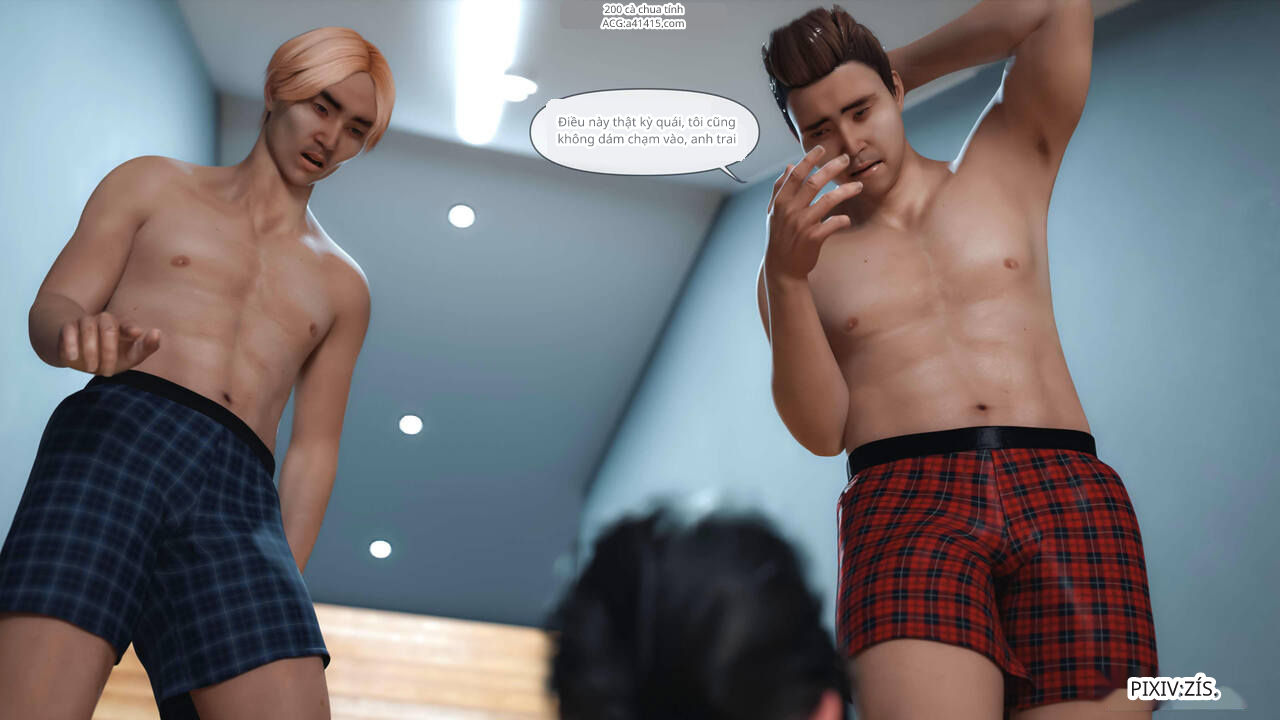 200 cà chua tính
ACG:a41415.com
Điều này thật kỳ quái, tôi cũng
không dám chạm vào, anh trai
PIXIV:ZÍS.